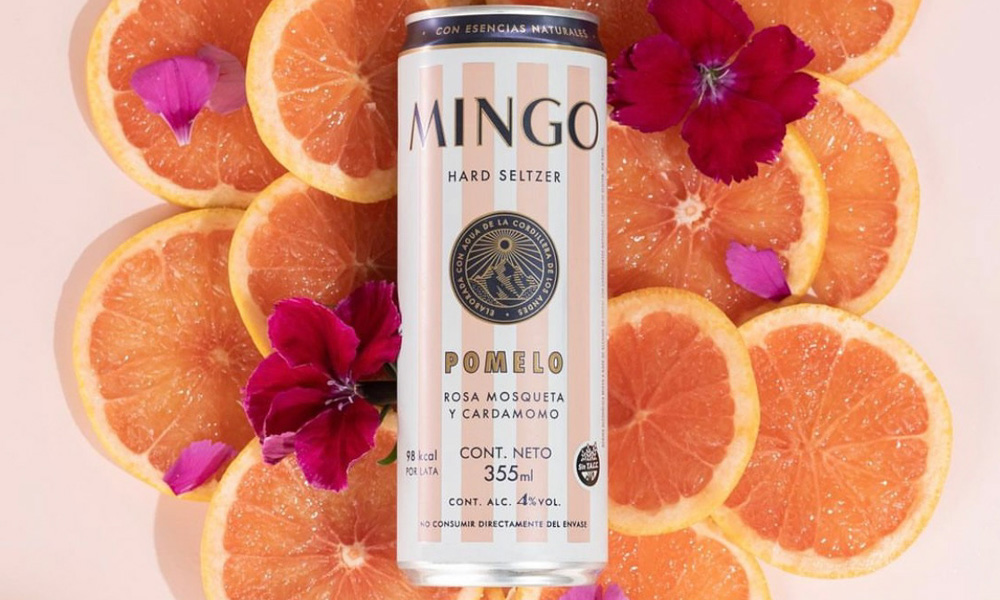 CON ESENCIAS NATURALES
MINGO
HARD SELTZER
ELABORADA CON AGUA DE LA CORDILLERA DE LOS ANDES
POMELO
ROSA MOSQUETA
Y CARDAMOMO
98 kcal
POR LATA
CONT. NETO
355ml
Sin TACC
CONT. ALC. 4%VOL.
NO CONSUMIR DIRECTAMENTE DEL ENVASE